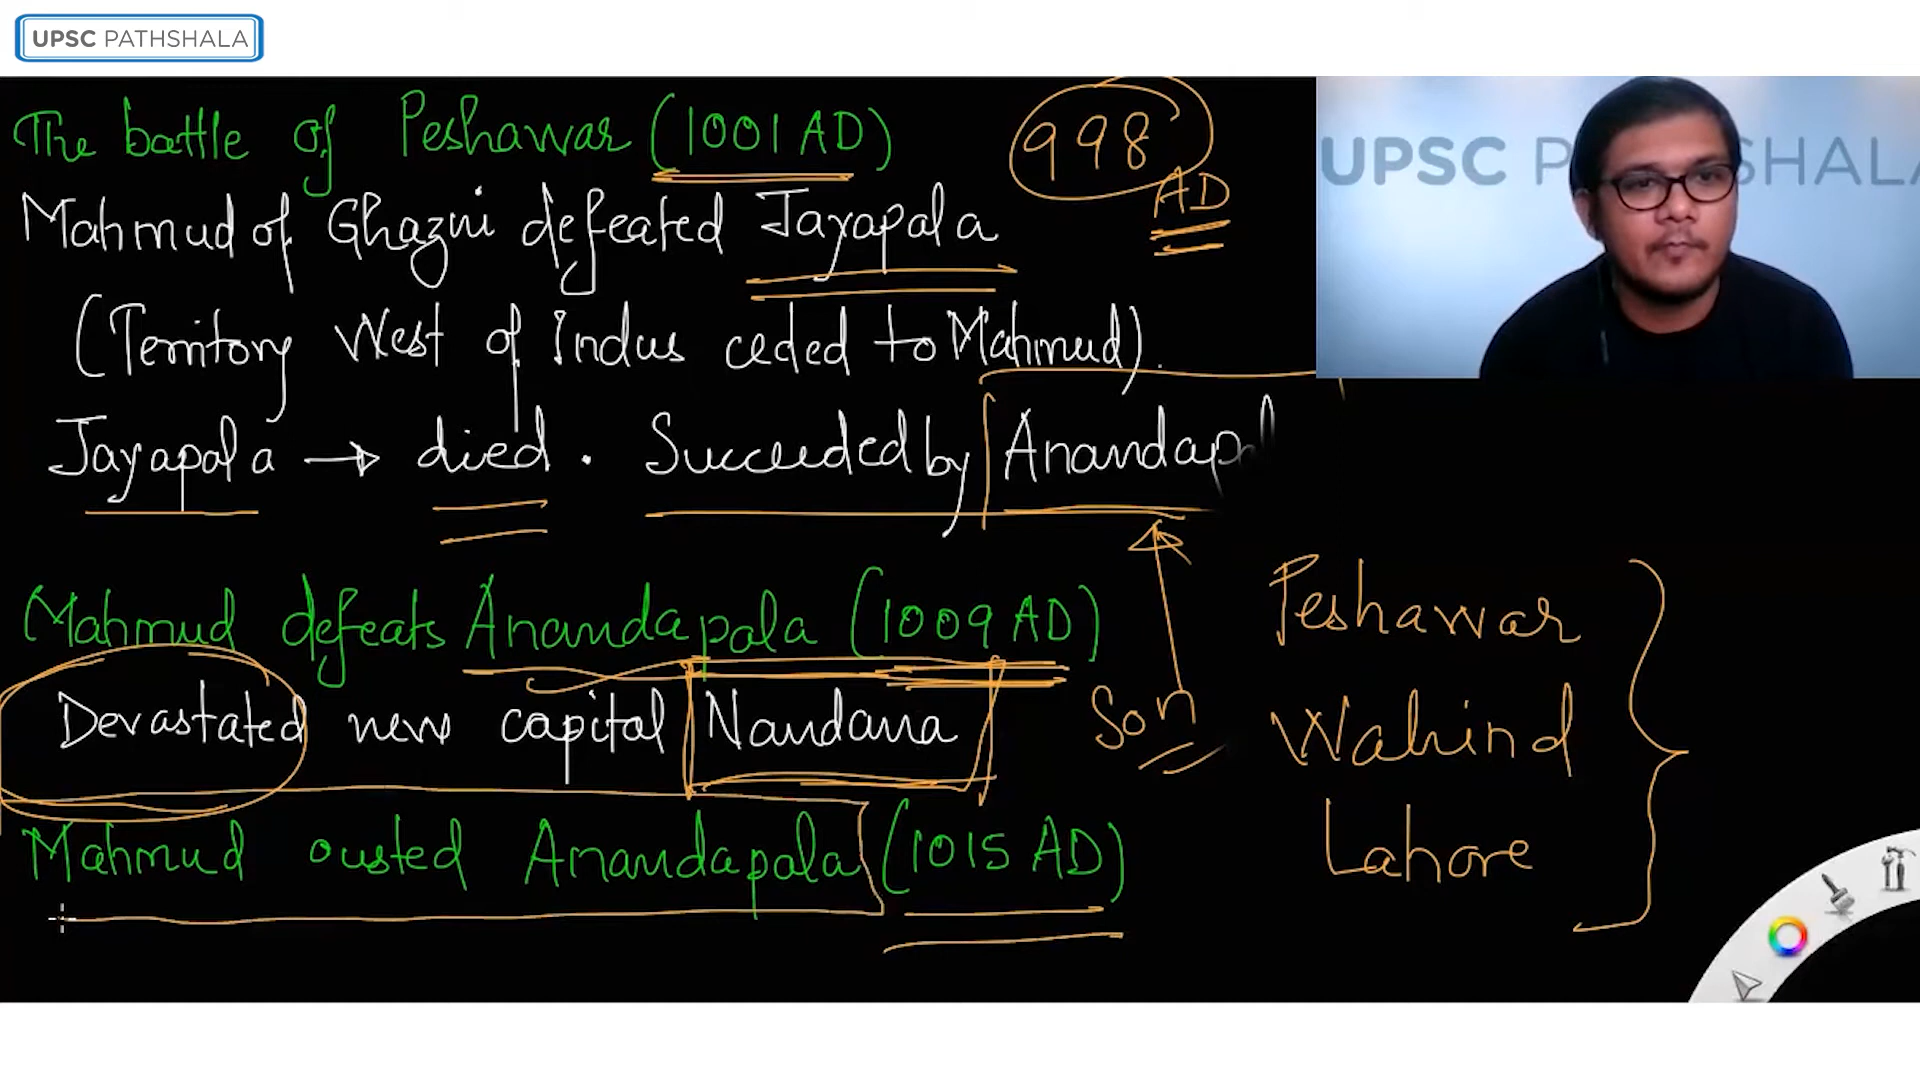 UPSC PATHSHALA
The battle of Peshawar (1001 AD)
998
AD
UPSC P SHALA
Mahmud of Ghazni defeated Jayapala
(Territory West of Indus ceded to Mahmud).
Jayapala → died. Succeeded by Anandapal
Son
Mahmud defeats Anandapala (1009 AD)
Devastated new capital Nandana
Mahmud ousted Anandapala (1015 AD)
Peshawar
Wahind
Lahore